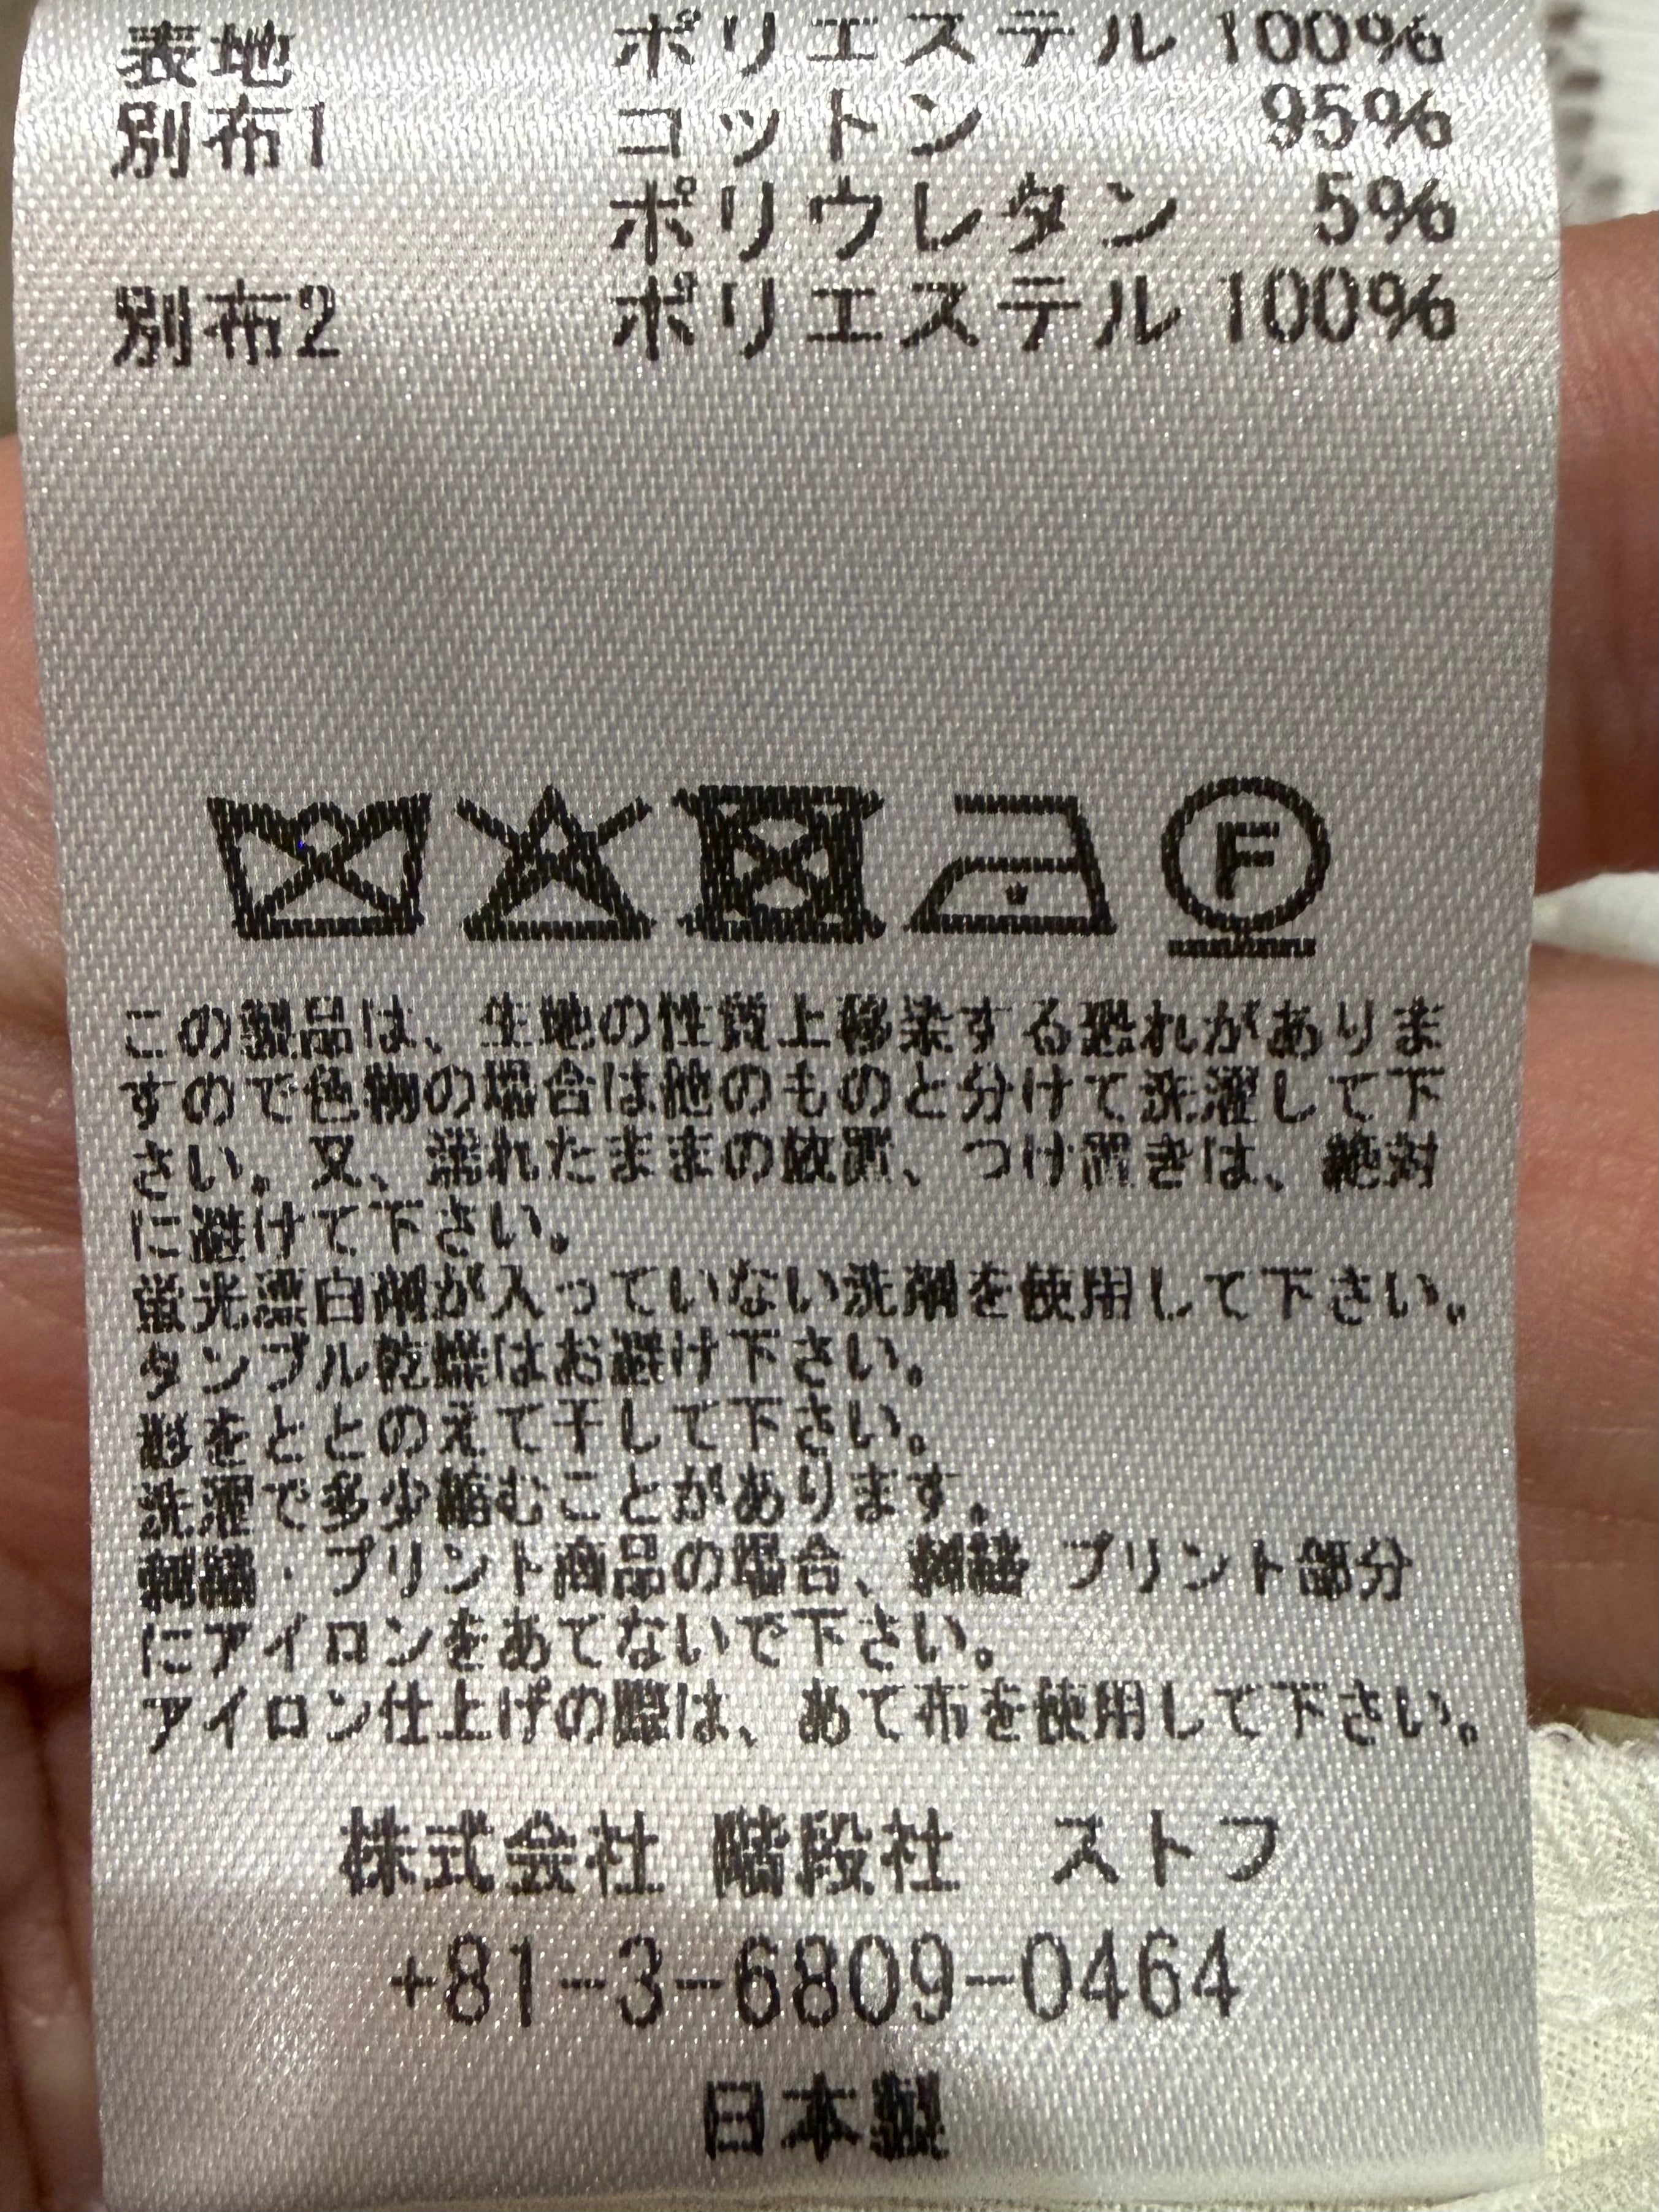 表地 ポリエステル 100%
別布1 コットン 95%
ポリウレタン 5%
別布2 ポリエステル 100%
F
この製品は、生地の性質上移染する恐れがありま
すので色物の場合は他のものと分けて洗濯して下
さい。又、濡れたままの放置、つけ置きは、絶対
に避けて下さい。
蛍光漂白剤が入っていない洗剤を使用して下さい。
タンブル乾燥はお避け下さい。
形をととのえて干して下さい。
洗濯で多少縮むことがあります。
刺繍・プリント商品の場合、刺繍 プリント部分
にアイロンをあてないで下さい。
アイロン仕上げの際は、あて布を使用して下さい。
株式会社 階段社 ストフ
+81-3-6809-0464
日本製